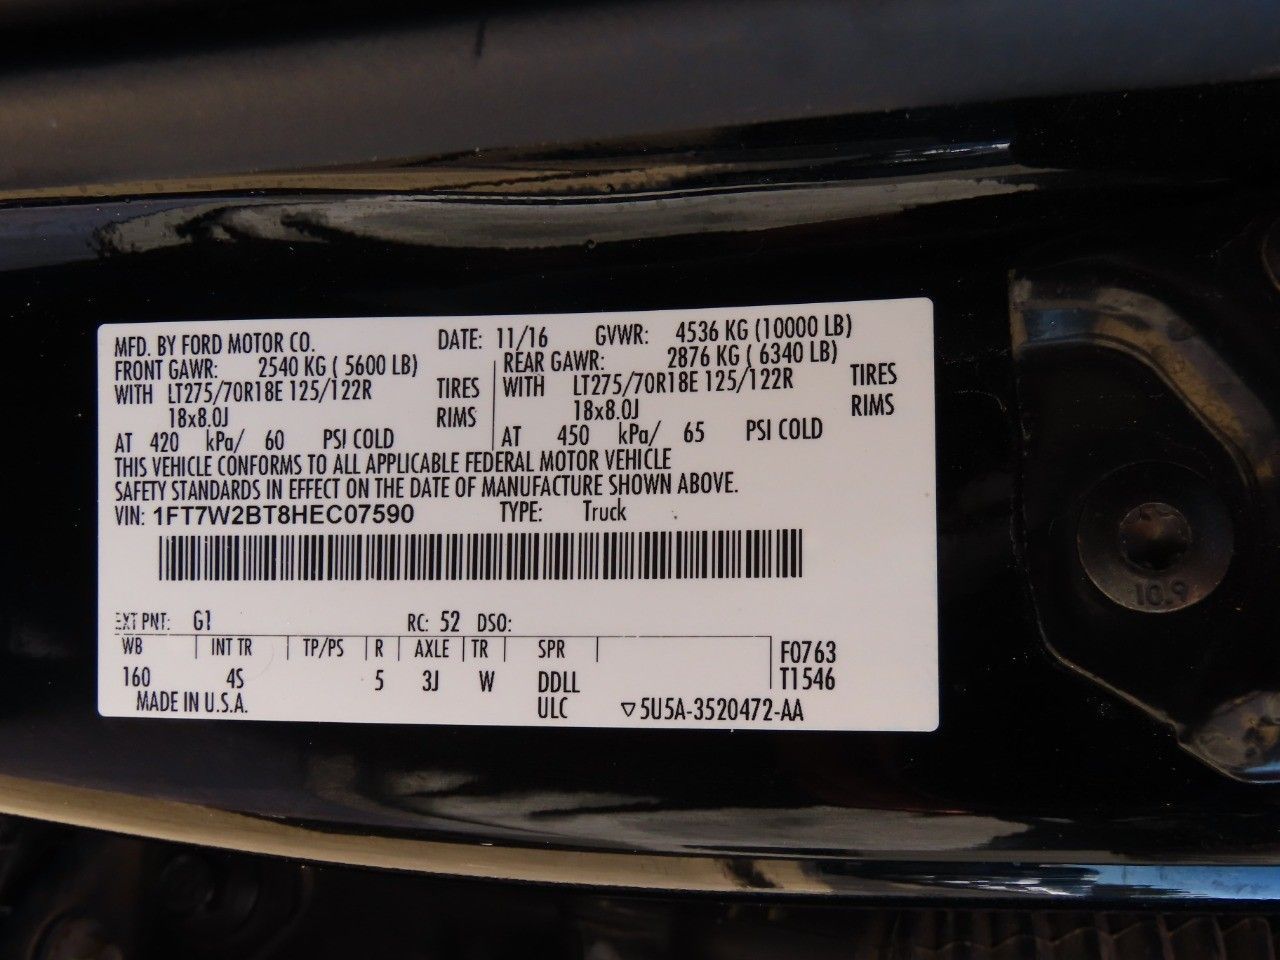 MFD. BY FORD MOTOR CO. DATE: 11/16 GVWR: 4536 KG (10000 LB)
FRONT GAWR: 2540 KG ( 5600 LB) REAR GAWR: 2876 KG ( 6340 LB)
WITH LT275/70R18E 125/122R TIRES WITH LT275/70R18E 125/122R TIRES
18x8.0J RIMS 18x8.0J RIMS
AT 420 kPa/ 60 PSI COLD AT 450 kPa/ 65 PSI COLD
THIS VEHICLE CONFORMS TO ALL APPLICABLE FEDERAL MOTOR VEHICLE
SAFETY STANDARDS IN EFFECT ON THE DATE OF MANUFACTURE SHOWN ABOVE.
VIN: 1FT7W2BT8HEC07590 TYPE: Truck
EXT PNT: G1 RC: 52 DSO:
WB INT TR TP/PS R AXLE TR SPR F0763
160 4S 5 3J W DDLL T1546
MADE IN U.S.A. ULC ▽5U5A-3520472-AA
10.9